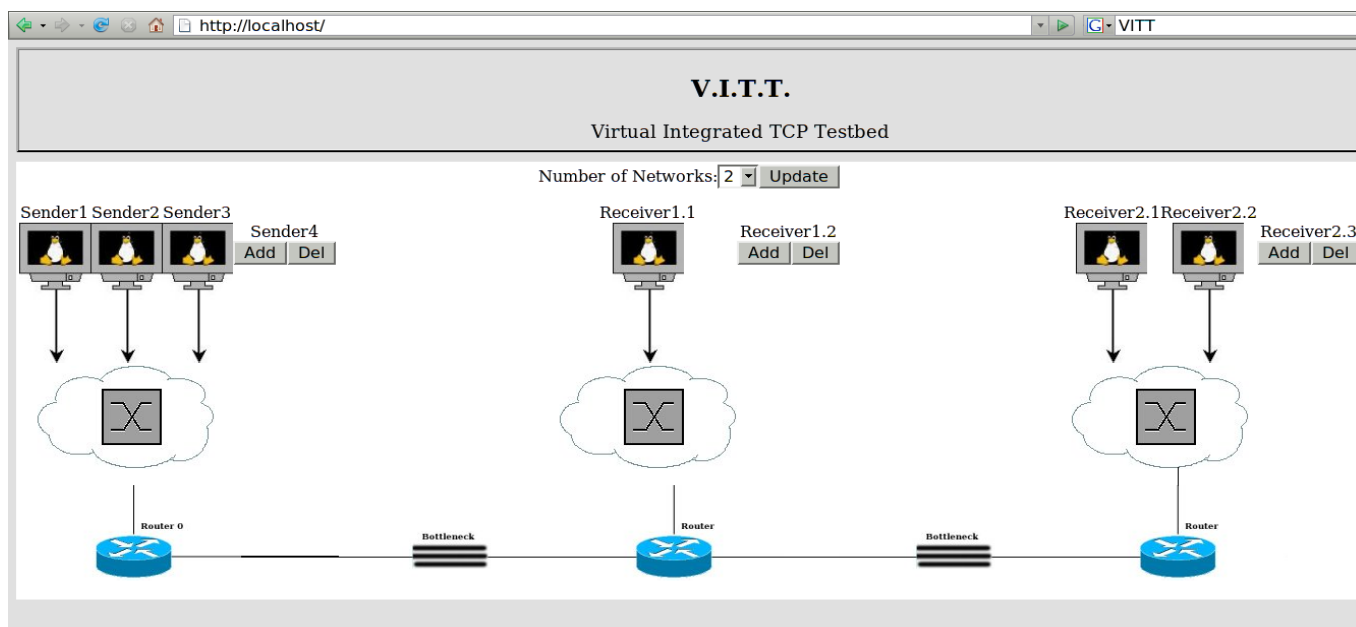 http://localhost/ G VITT
V.I.T.T.
Virtual Integrated TCP Testbed
Number of Networks: 2 Update
Sender1 Sender2 Sender3 Receiver1.1 Receiver2.1 Receiver2.2
Sender4 Receiver1.2 Receiver2.3
Add Del Add Del Add Del
Router 0 Router Router
Bottleneck Bottleneck